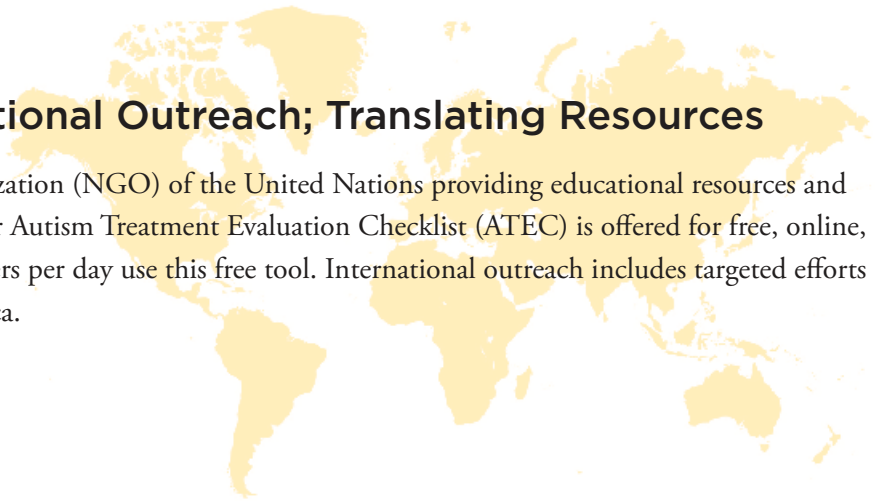 tional Outreach; Translating Resources
zation (NGO) of the United Nations providing educational resources and
r Autism Treatment Evaluation Checklist (ATEC) is offered for free, online,
rs per day use this free tool. International outreach includes targeted efforts
ca.